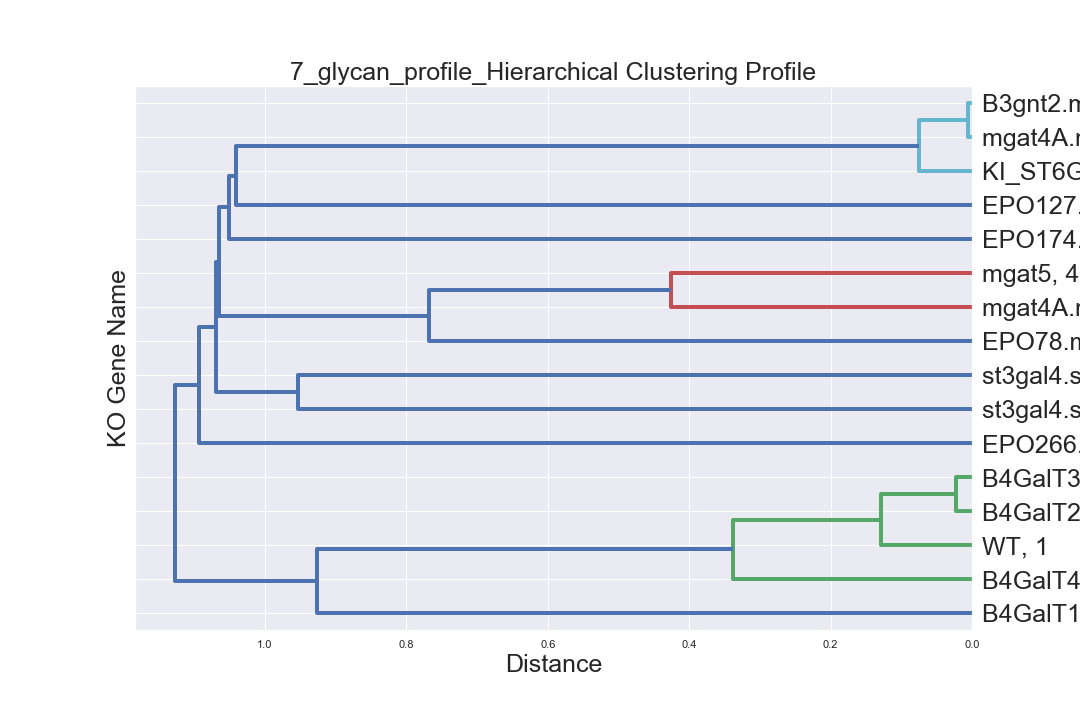 7_glycan_profile_Hierarchical Clustering Profile
KO Gene Name
B3gnt2.m
mgat4A.m
KI_ST6G
EPO127.
EPO174.
mgat5, 4
mgat4A.m
EPO78.m
st3gal4.s
st3gal4.s
EPO266.
B4GalT3
B4GalT2
WT, 1
B4GalT4
B4GalT1
1.0 0.8 0.6 0.4 0.2 0.0
Distance